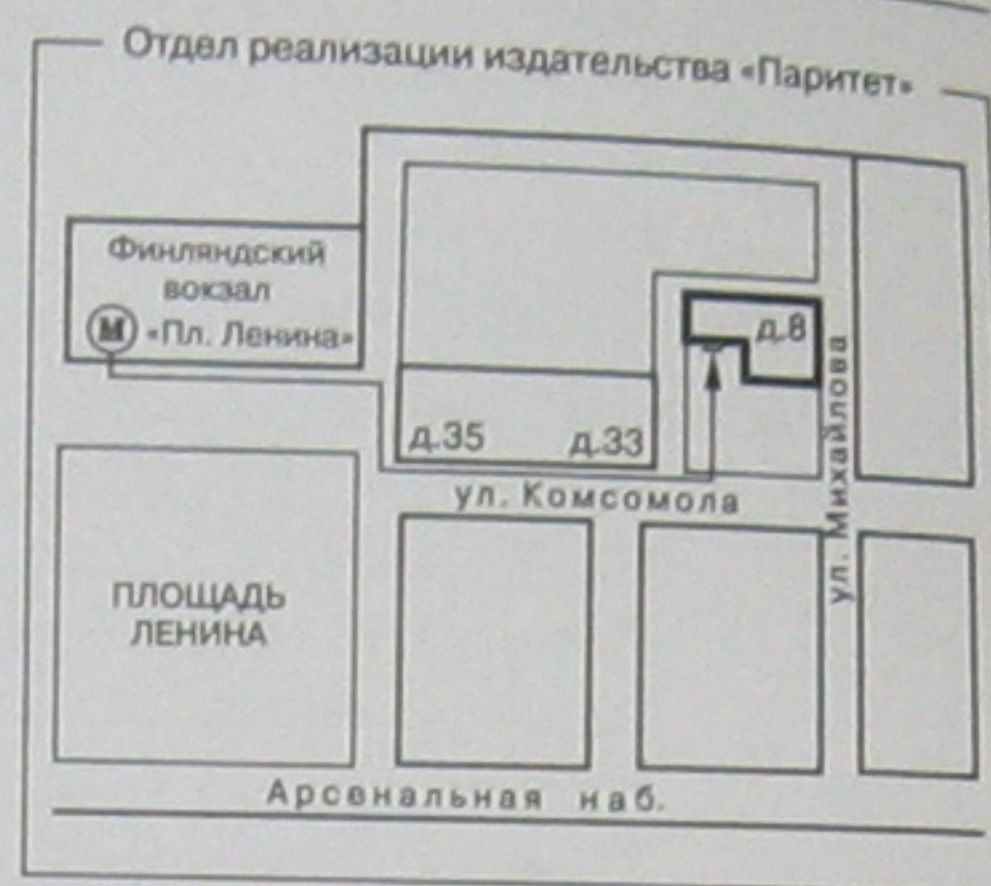 Отдел реализации издательства «Паритет»
Финляндский
вокзал
М «Пл. Ленина»
д.8
д.35 д.33
ул. Комсомола
ул. Михайлова
ПЛОЩАДЬ
ЛЕНИНА
Арсенальная наб.